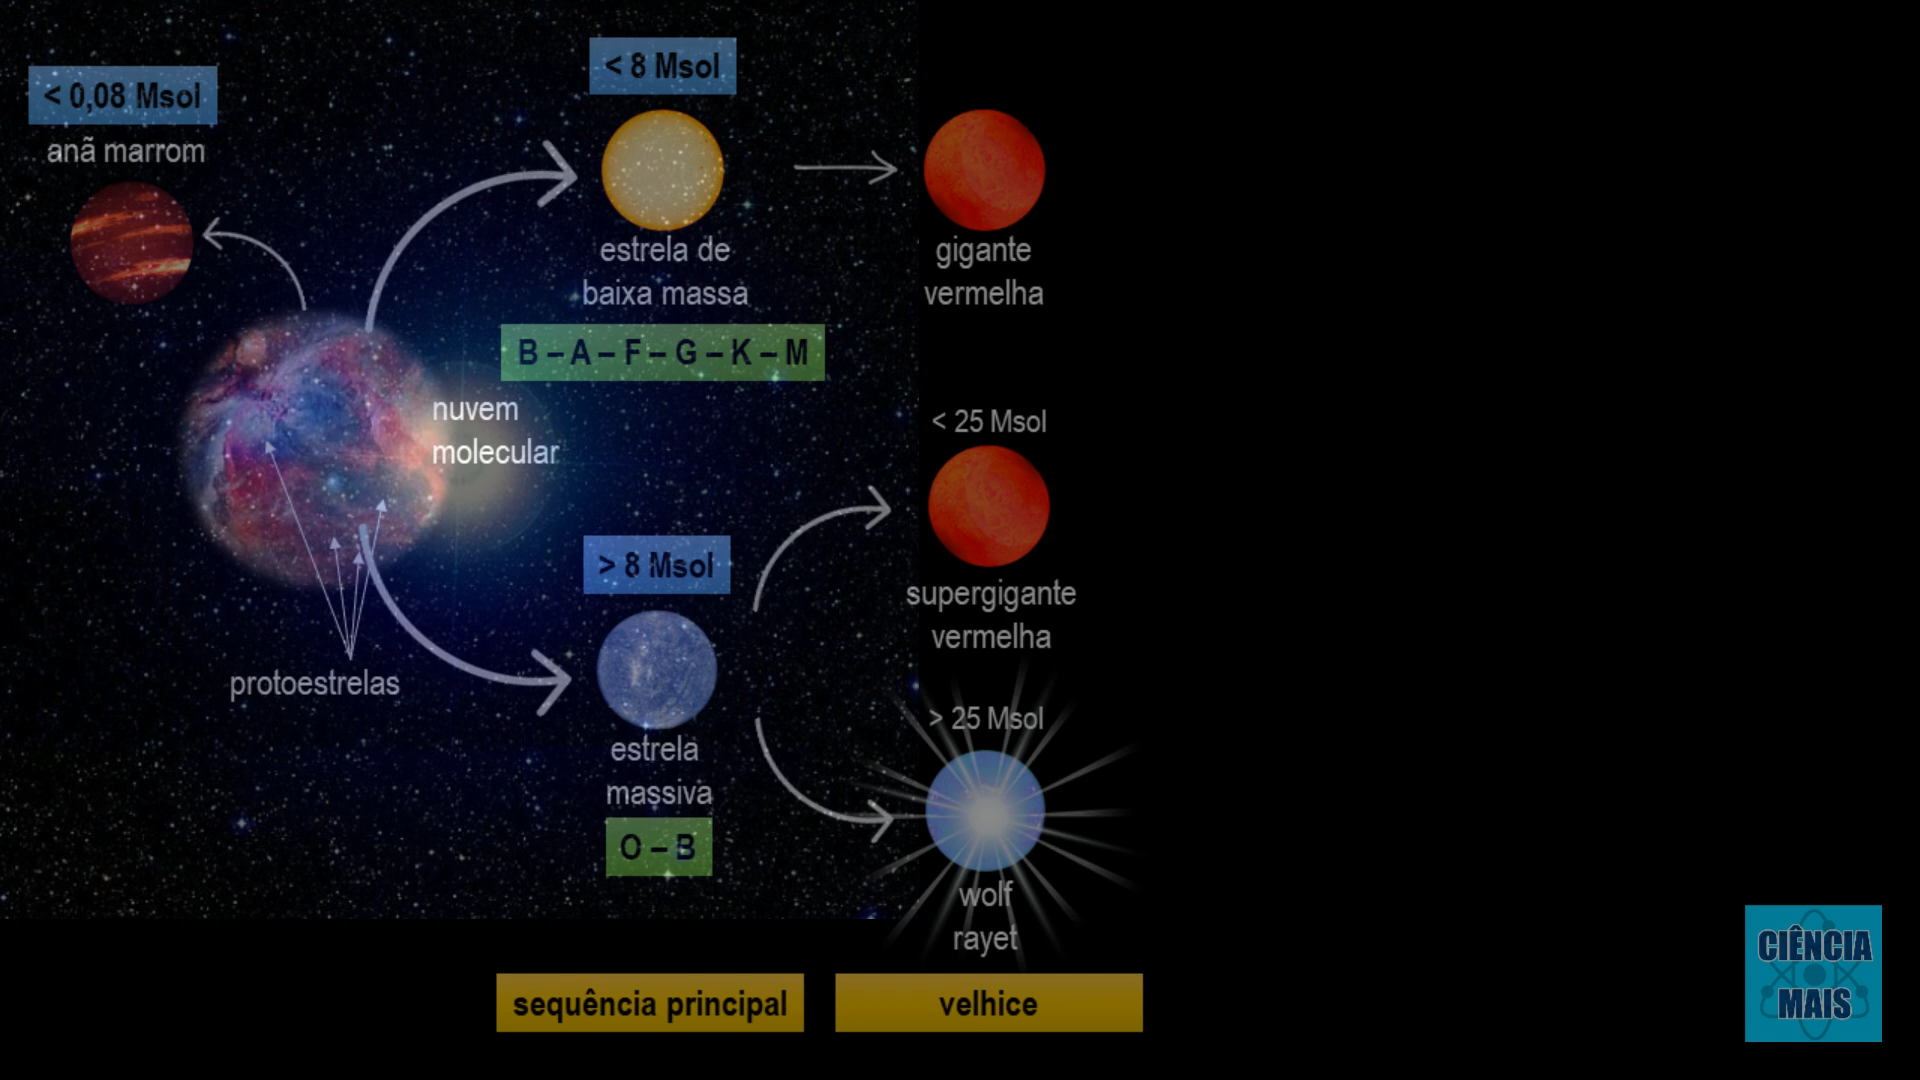 < 0,08 Msol
anã marrom
< 8 Msol
estrela de
baixa massa
B – A – F – G – K – M
gigante
vermelha
nuvem
molecular
protoestrelas
> 8 Msol
estrela
massiva
O – B
< 25 Msol
supergigante
vermelha
> 25 Msol
wolf
rayet
sequência principal
velhice
CIÊNCIA
MAIS